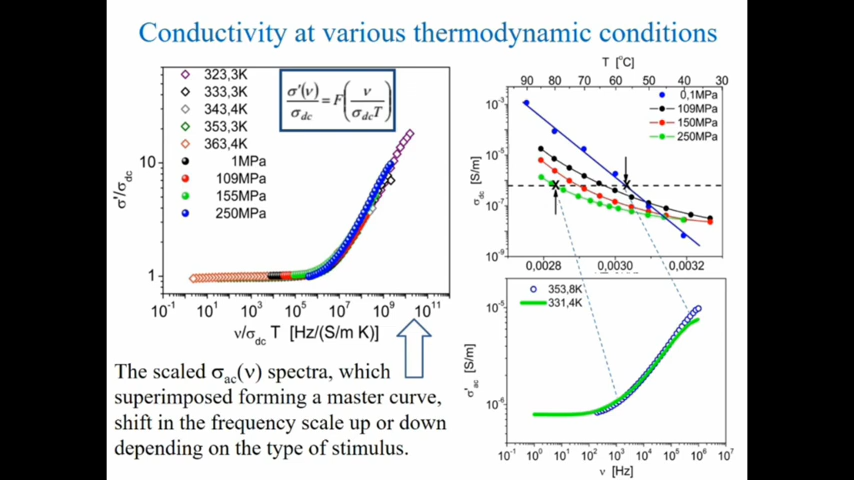 Conductivity at various thermodynamic conditions
323,3K
333,3K
343,4K
353,3K
363,4K
1MPa
109MPa
155MPa
250MPa
σ'(ν)/σdc = F(ν/σdcT)
σ'/σdc
10
1
10⁻¹ 10¹ 10³ 10⁵ 10⁷ 10⁹ 10¹¹
ν/σdc T [Hz/(S/m K)]
The scaled σac(ν) spectra, which
superimposed forming a master curve,
shift in the frequency scale up or down
depending on the type of stimulus.
T [°C]
90 80 70 60 50 40 30
0,1MPa
109MPa
150MPa
250MPa
σdc [S/m]
10⁻³
10⁻⁵
10⁻⁷
10⁻⁹
0,0028 0,0030 0,0032
353,8K
331,4K
σ'ac [S/m]
10⁻⁵
10⁻⁶
10⁻¹ 10⁰ 10¹ 10² 10³ 10⁴ 10⁵ 10⁶ 10⁷
ν [Hz]